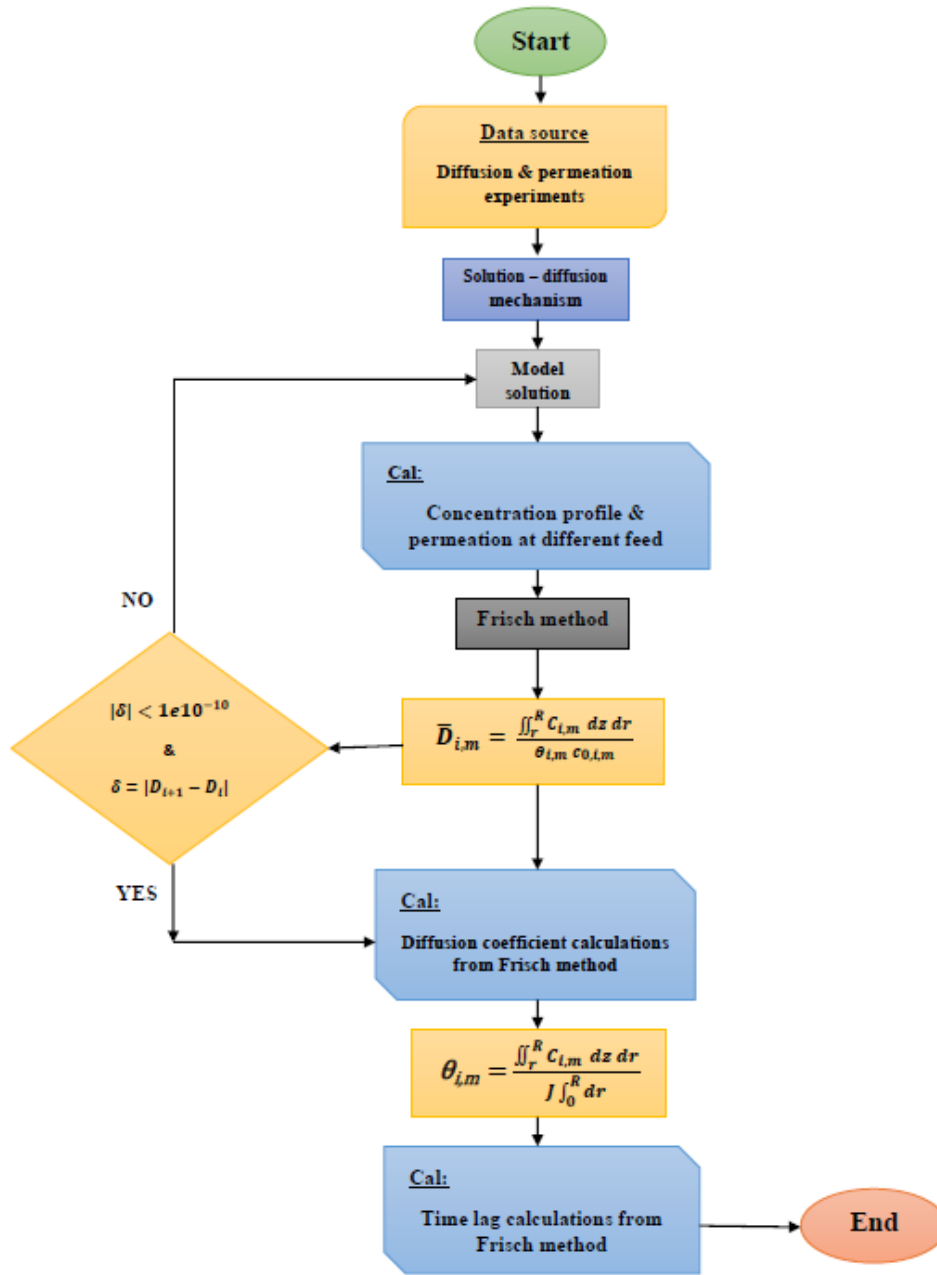 Start
Data source
Diffusion & permeation
experiments
Solution – diffusion
mechanism
Model
solution
Cal:
Concentration profile &
permeation at different feed
NO
Frisch method
|δ| < 1e10⁻¹⁰
&
δ = |D_{i+1} − D_i|
D̅_{i,m} = ∬_r^R C_{i,m} dz dr / θ_{i,m} c_{0,i,m}
YES
Cal:
Diffusion coefficient calculations
from Frisch method
θ_{i,m} = ∬_r^R C_{i,m} dz dr / J ∫_0^R dr
Cal:
Time lag calculations from
Frisch method
End